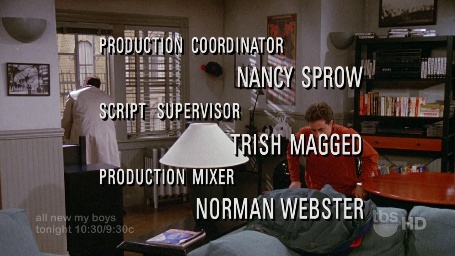 PRODUCTION COORDINATOR
NANCY SPROW
SCRIPT SUPERVISOR
TRISH MAGGED
PRODUCTION MIXER
NORMAN WEBSTER
all new my boys
tonight 10:30/9:30c
tbs HD